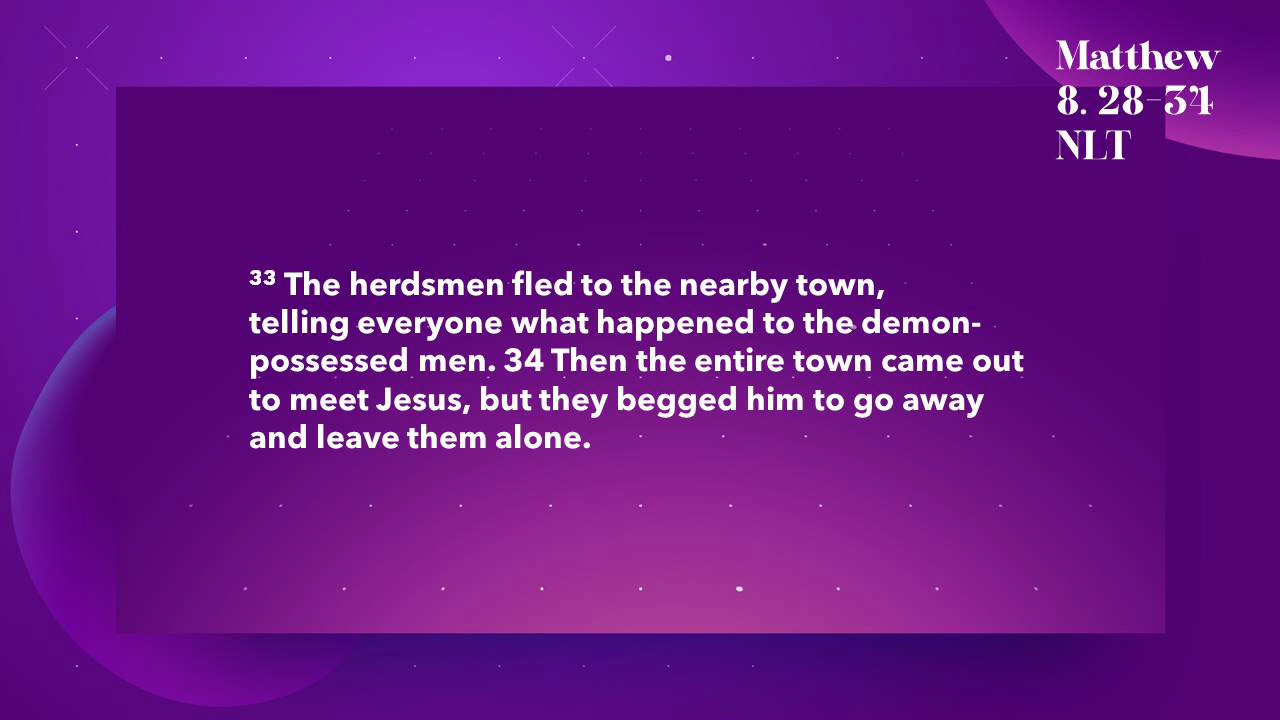 Matthew
8. 28-34
NLT
33 The herdsmen fled to the nearby town,
telling everyone what happened to the demon-
possessed men. 34 Then the entire town came out
to meet Jesus, but they begged him to go away
and leave them alone.